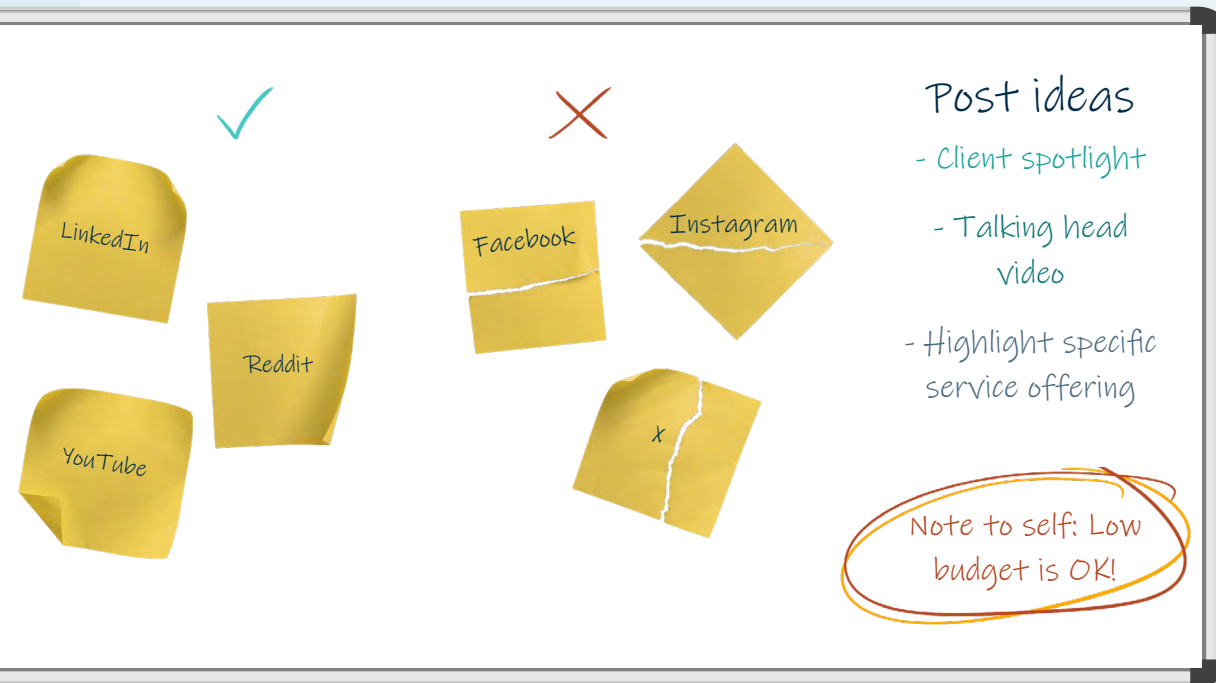 LinkedIn
Reddit
YouTube
Facebook
Instagram
X
Post ideas
- Client spotlight
- Talking head
video
- Highlight specific
service offering
Note to self: Low
budget is OK!